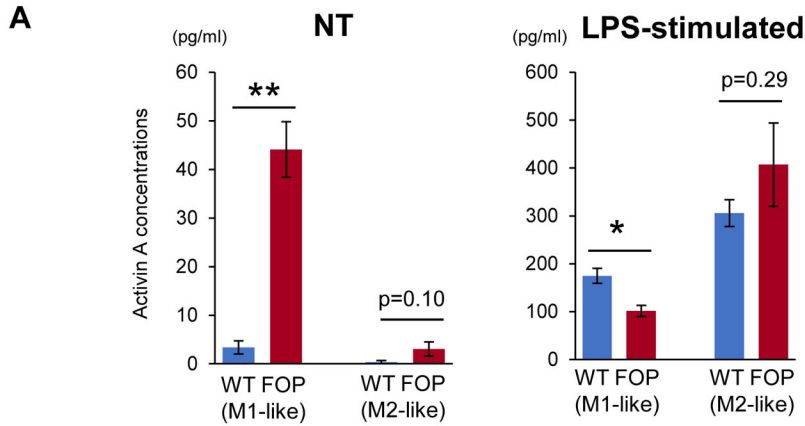 A
NT
(pg/ml)
Activin A concentrations
60
50
40
30
20
10
0
**
p=0.10
WT FOP
(M1-like)
WT FOP
(M2-like)
LPS-stimulated
(pg/ml)
600
500
400
300
200
100
0
*
p=0.29
WT FOP
(M1-like)
WT FOP
(M2-like)